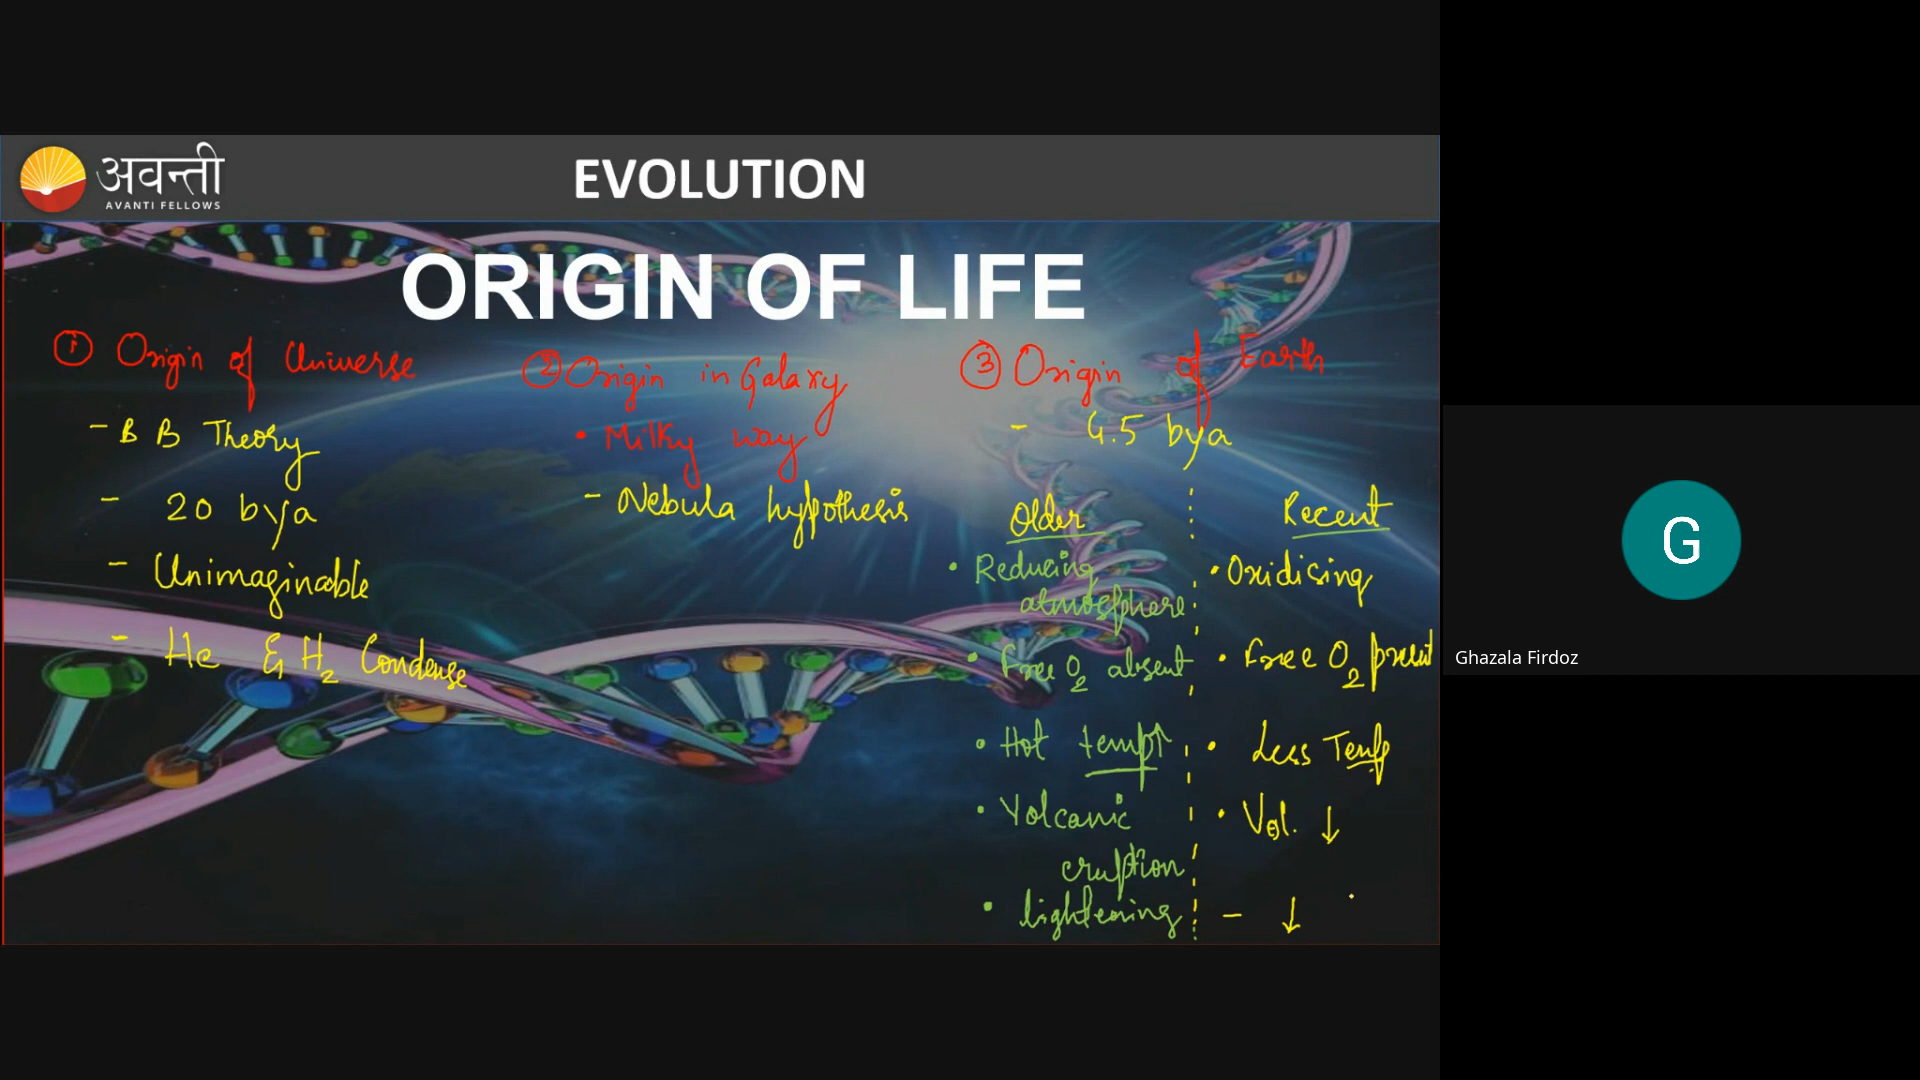 अवन्ती
AVANTI FELLOWS
EVOLUTION
ORIGIN OF LIFE
① Origin of Universe
- B B Theory
- 20 bya
- Unimaginable
- He & H2 Condense
② Origin in Galaxy
• Milky way
- Nebula hypothesis
③ Origin of Earth
- 4.5 bya
Older
• Reducing
atmosphere
• Free O2 absent
• Hot tempr
• Volcanic
eruption
• lightening
Recent
• Oxidising
• Free O2 present
• Less Temp
• Vol. ↓
- ↓
G
Ghazala Firdoz